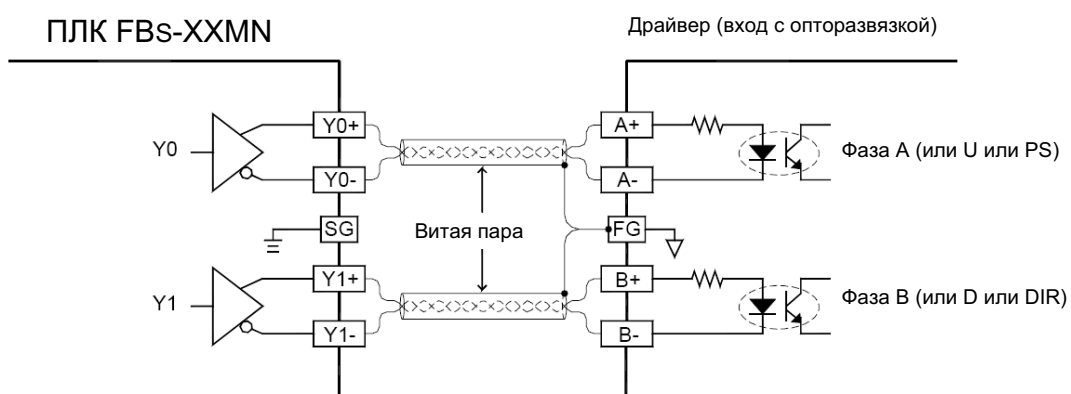 ПЛК FBs-XXMN
Драйвер (вход с опторазвязкой)
Y0
Y0+
A+
Фаза A (или U или PS)
Y0-
A-
SG
Витая пара
FG
Y1
Y1+
B+
Фаза B (или D или DIR)
Y1-
B-